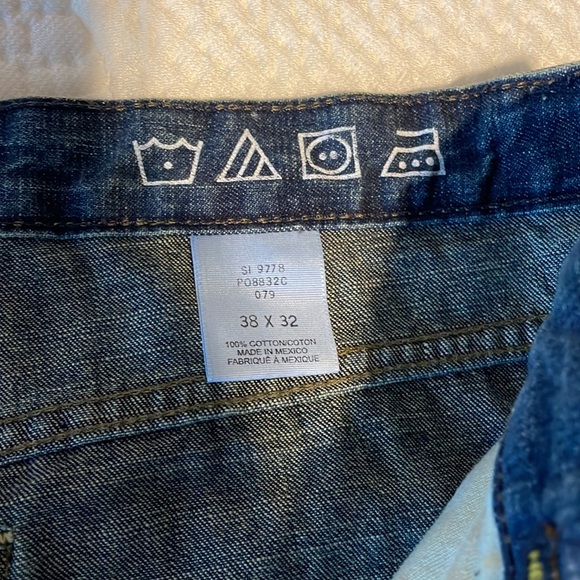 SI 9778
PO8832C
079
38 X 32
100% COTTON/COTON
MADE IN MEXICO
FABRIQUÉ À MEXIQUE